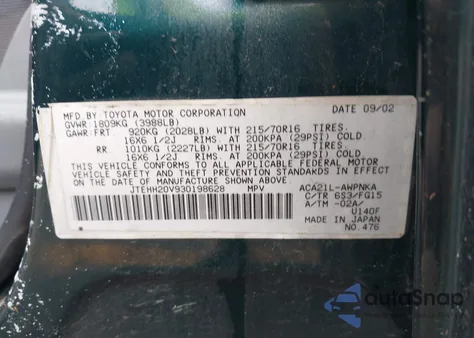 MFD BY TOYOTA MOTOR CORPORATION DATE 09/02
GVWR 1809KG (3988LB)
GAWR:FRT 920KG (2028LB) WITH 215/70R16 TIRES.
16X6 1/2J RIMS.AT 200KPA (29PSI) COLD
RR 1010KG (2227LB) WITH 215/70R16 TIRES.
16X6 1/2J RIMS.AT 200KPA (29PSI) COLD
THIS VEHICLE CONFORMS TO ALL APPLICABLE FEDERAL MOTOR
VEHICLE SAFETY AND THEFT PREVENTION STANDARDS IN
EFFECT ON THE DATE OF MANUFACTURE SHOWN ABOVE.
JTEHH20V930198628 MPV ACA21L-AWPNKA
C/TR 6S3/FG15
A/TM -02A/
U140F
MADE IN JAPAN
NO.476
autoSnap